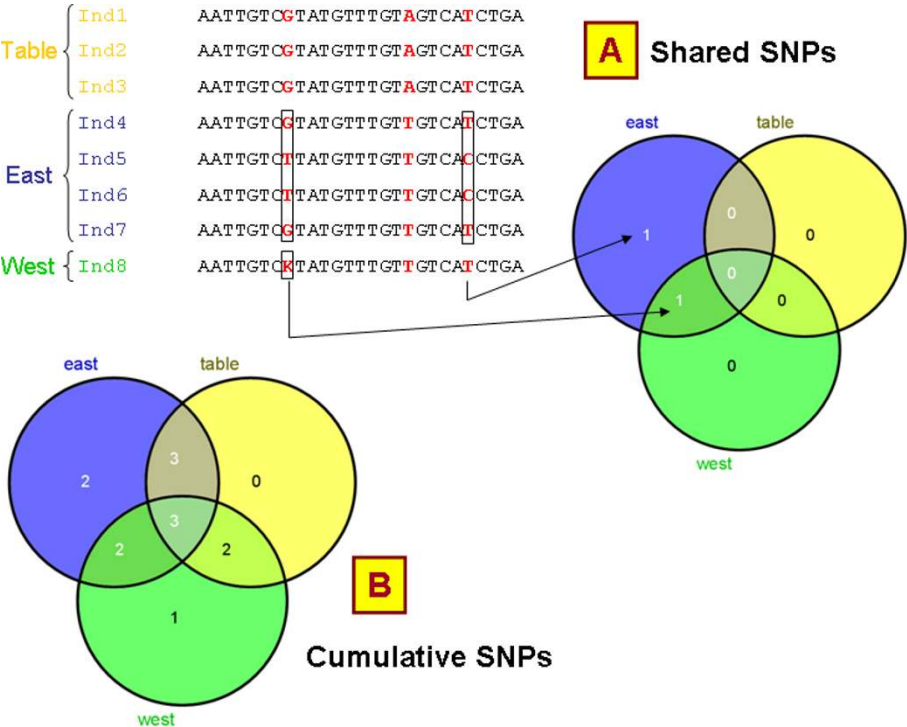 Table
Ind1 AATTGTCGTATGTTTGTAGTCATCTGA
Ind2 AATTGTCGTATGTTTGTAGTCATCTGA
Ind3 AATTGTCGTATGTTTGTAGTCATCTGA
East
Ind4 AATTGTCGTATGTTTGTTGTCATCTGA
Ind5 AATTGTCTTATGTTTGTTGTCACCTGA
Ind6 AATTGTCTTATGTTTGTTGTCACCTGA
Ind7 AATTGTCGTATGTTTGTTGTCATCTGA
West
Ind8 AATTGTCKTATGTTTGTTGTCATCTGA
A Shared SNPs
east table
0
1 0
0
1 0
0
west
east table
3
2 0
3
2 2
1
west
B
Cumulative SNPs